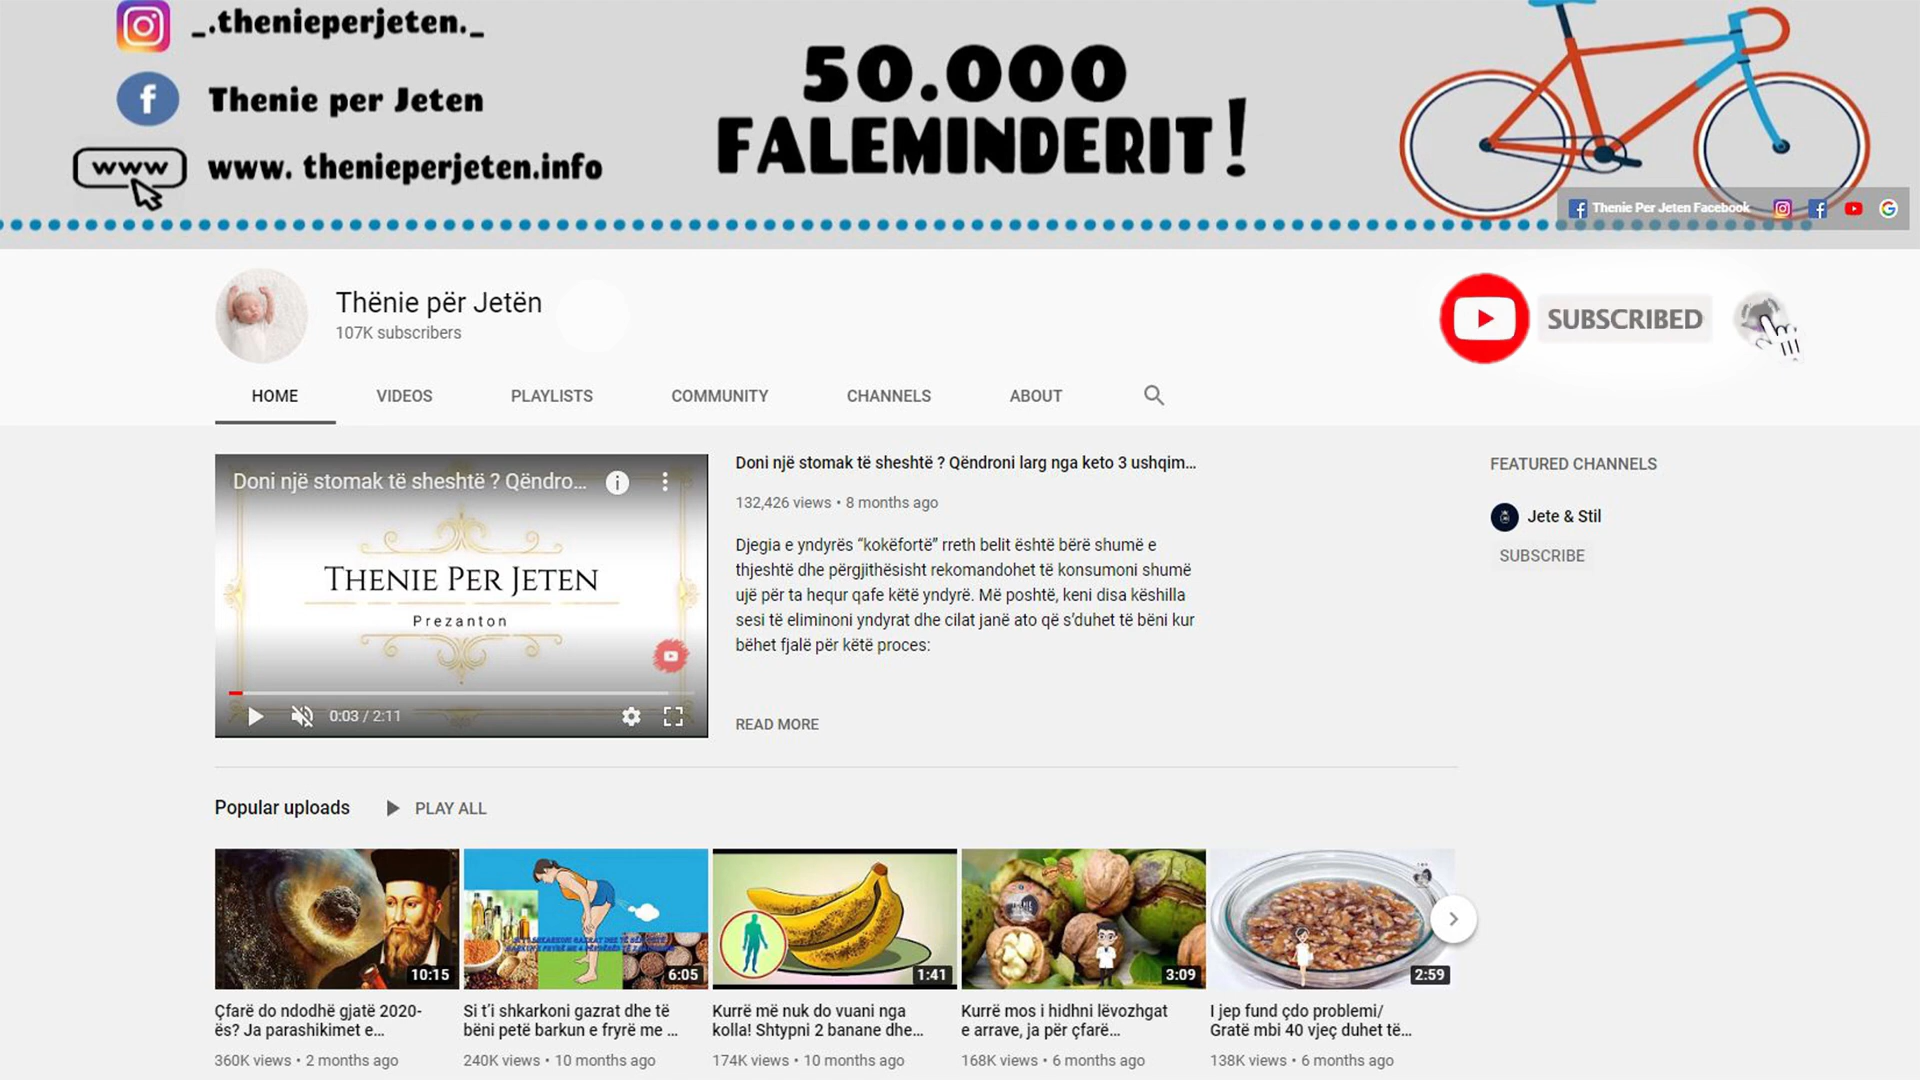 _.thenieperjeten._
Thenie per Jeten
www
www. thenieperjeten.info
50.000
FALEMINDERIT!
Thenie Per Jeten Facebook
Thënie për Jetën
107K subscribers
SUBSCRIBED
HOME
VIDEOS
PLAYLISTS
COMMUNITY
CHANNELS
ABOUT
Doni një stomak të sheshtë ? Qëndro...
THENIE PER JETEN
Prezanton
0:03 / 2:11
Doni një stomak të sheshtë ? Qëndroni larg nga keto 3 ushqim...
132,426 views • 8 months ago
Djegia e yndyrës “kokëfortë” rreth belit është bërë shumë e
thjeshtë dhe përgjithësisht rekomandohet të konsumoni shumë
ujë për ta hequr qafe këtë yndyrë. Më poshtë, keni disa këshilla
sesi të eliminoni yndyrat dhe cilat janë ato që s’duhet të bëni kur
bëhet fjalë për këtë proces:
READ MORE
FEATURED CHANNELS
Jete & Stil
SUBSCRIBE
Popular uploads
PLAY ALL
10:15
6:05
1:41
3:09
2:59
Çfarë do ndodhë gjatë 2020-
ës? Ja parashikimet e...
360K views • 2 months ago
Si t’i shkarkoni gazrat dhe të
bëni petë barkun e fryrë me ...
240K views • 10 months ago
Kurrë më nuk do vuani nga
kolla! Shtypni 2 banane dhe...
174K views • 10 months ago
Kurrë mos i hidhni lëvozhgat
e arrave, ja për çfarë...
168K views • 6 months ago
I jep fund çdo problemi/
Gratë mbi 40 vjeç duhet të...
138K views • 6 months ago